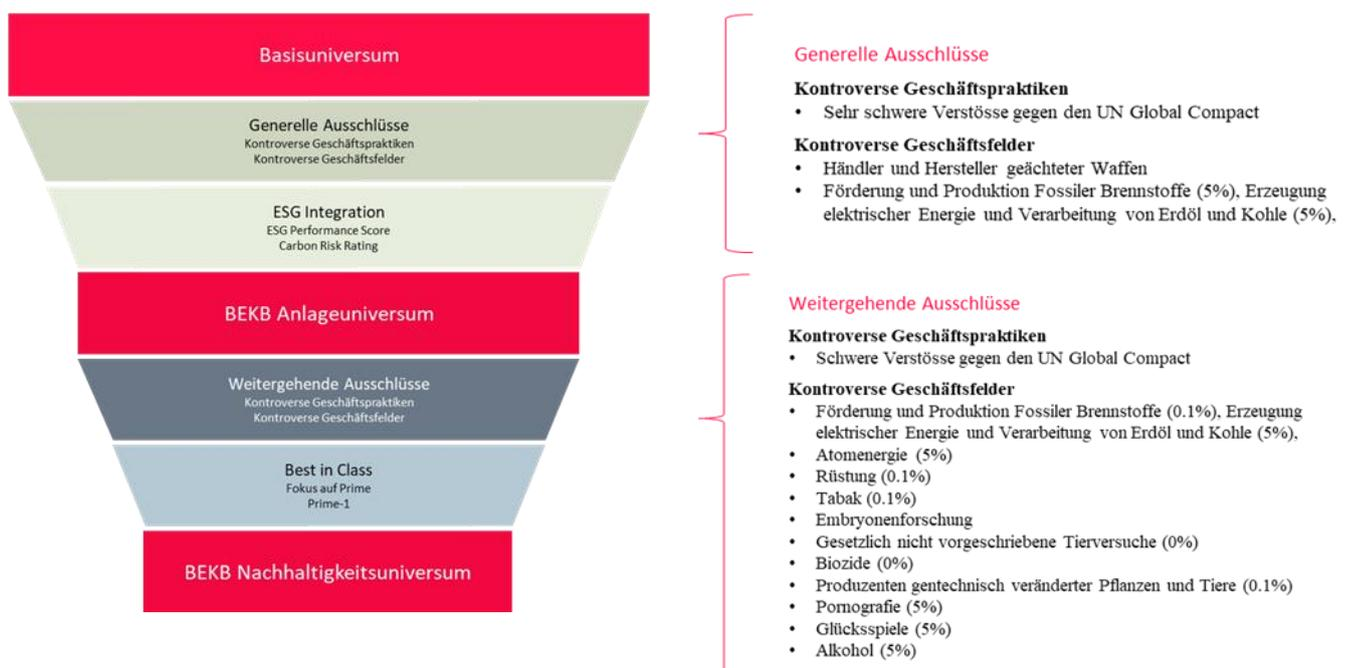 Basisuniversum
Generelle Ausschlüsse
Kontroverse Geschäftspraktiken
Kontroverse Geschäftsfelder
ESG Integration
ESG Performance Score
Carbon Risk Rating
BEKB Anlageuniversum
Weitergehende Ausschlüsse
Kontroverse Geschäftspraktiken
Kontroverse Geschäftsfelder
Best in Class
Fokus auf Prime
Prime-1
BEKB Nachhaltigkeitsuniversum
Generelle Ausschlüsse
Kontroverse Geschäftspraktiken
• Sehr schwere Verstösse gegen den UN Global Compact
Kontroverse Geschäftsfelder
• Händler und Hersteller geächteter Waffen
• Förderung und Produktion Fossiler Brennstoffe (5%), Erzeugung
elektrischer Energie und Verarbeitung von Erdöl und Kohle (5%),
Weitergehende Ausschlüsse
Kontroverse Geschäftspraktiken
• Schwere Verstösse gegen den UN Global Compact
Kontroverse Geschäftsfelder
• Förderung und Produktion Fossiler Brennstoffe (0.1%), Erzeugung
elektrischer Energie und Verarbeitung von Erdöl und Kohle (5%),
• Atomenergie (5%)
• Rüstung (0.1%)
• Tabak (0.1%)
• Embryonenforschung
• Gesetzlich nicht vorgeschriebene Tierversuche (0%)
• Biozide (0%)
• Produzenten gentechnisch veränderter Pflanzen und Tiere (0.1%)
• Pornografie (5%)
• Glücksspiele (5%)
• Alkohol (5%)